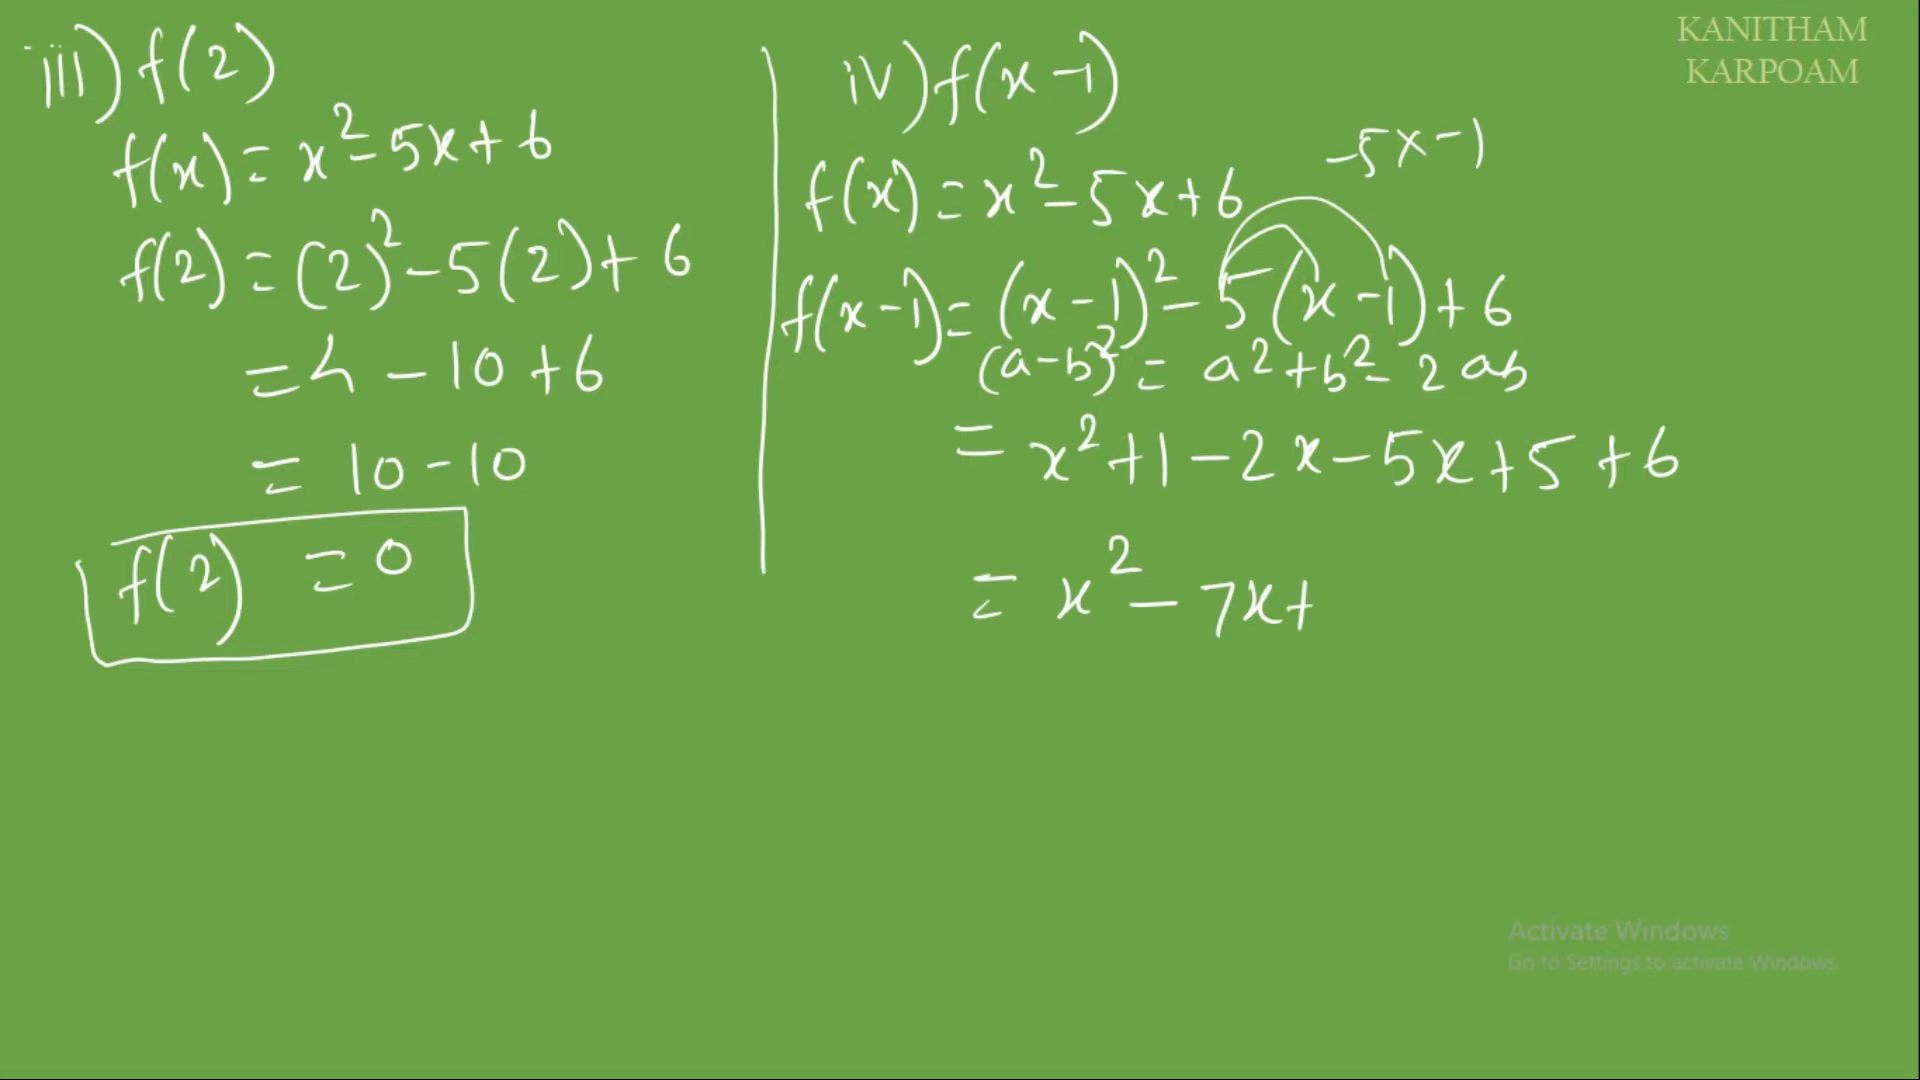 iii) f(2)
f(x) = x² - 5x + 6
f(2) = (2)² - 5(2) + 6
= 4 - 10 + 6
= 10 - 10
f(2) = 0
iv) f(x-1)
f(x) = x² - 5x + 6
-5x-1
f(x-1) = (x-1)² - 5(x-1) + 6
(a-b)² = a² + b² - 2ab
= x² + 1 - 2x - 5x + 5 + 6
= x² - 7x +
KANITHAM
KARPOAM
Activate Windows
Go to Settings to activate Windows.